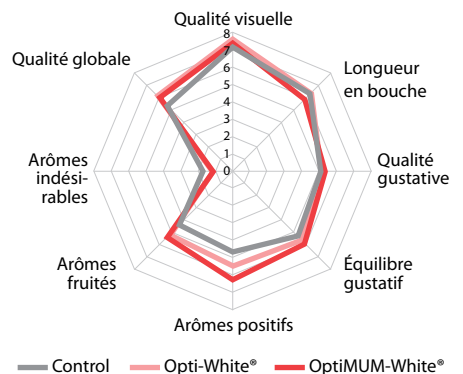 Qualité visuelle
8
7
6
5
4
3
2
1
0
Longueur
en bouche
Qualité
gustative
Équilibre
gustatif
Arômes positifs
Arômes
fruités
Arômes
indési-
rables
Qualité globale
Control
Opti-White®
OptiMUM-White®